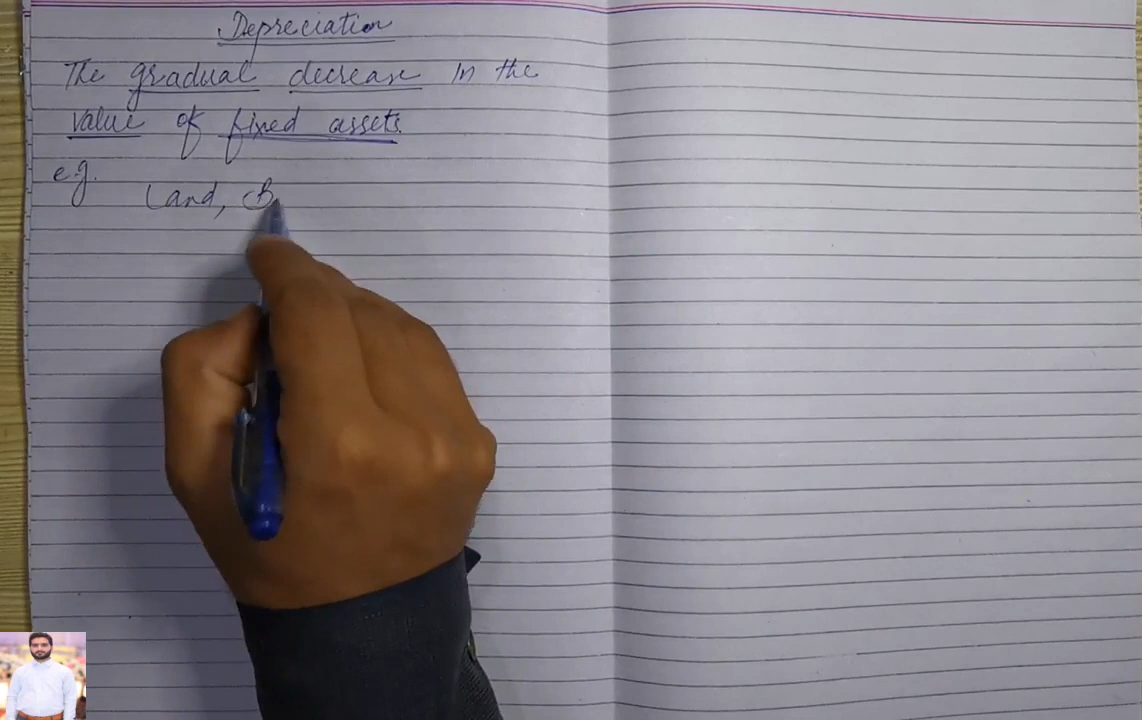 Depreciation
The gradual decrease in the
value of fixed assets.
e.g.
Land, B